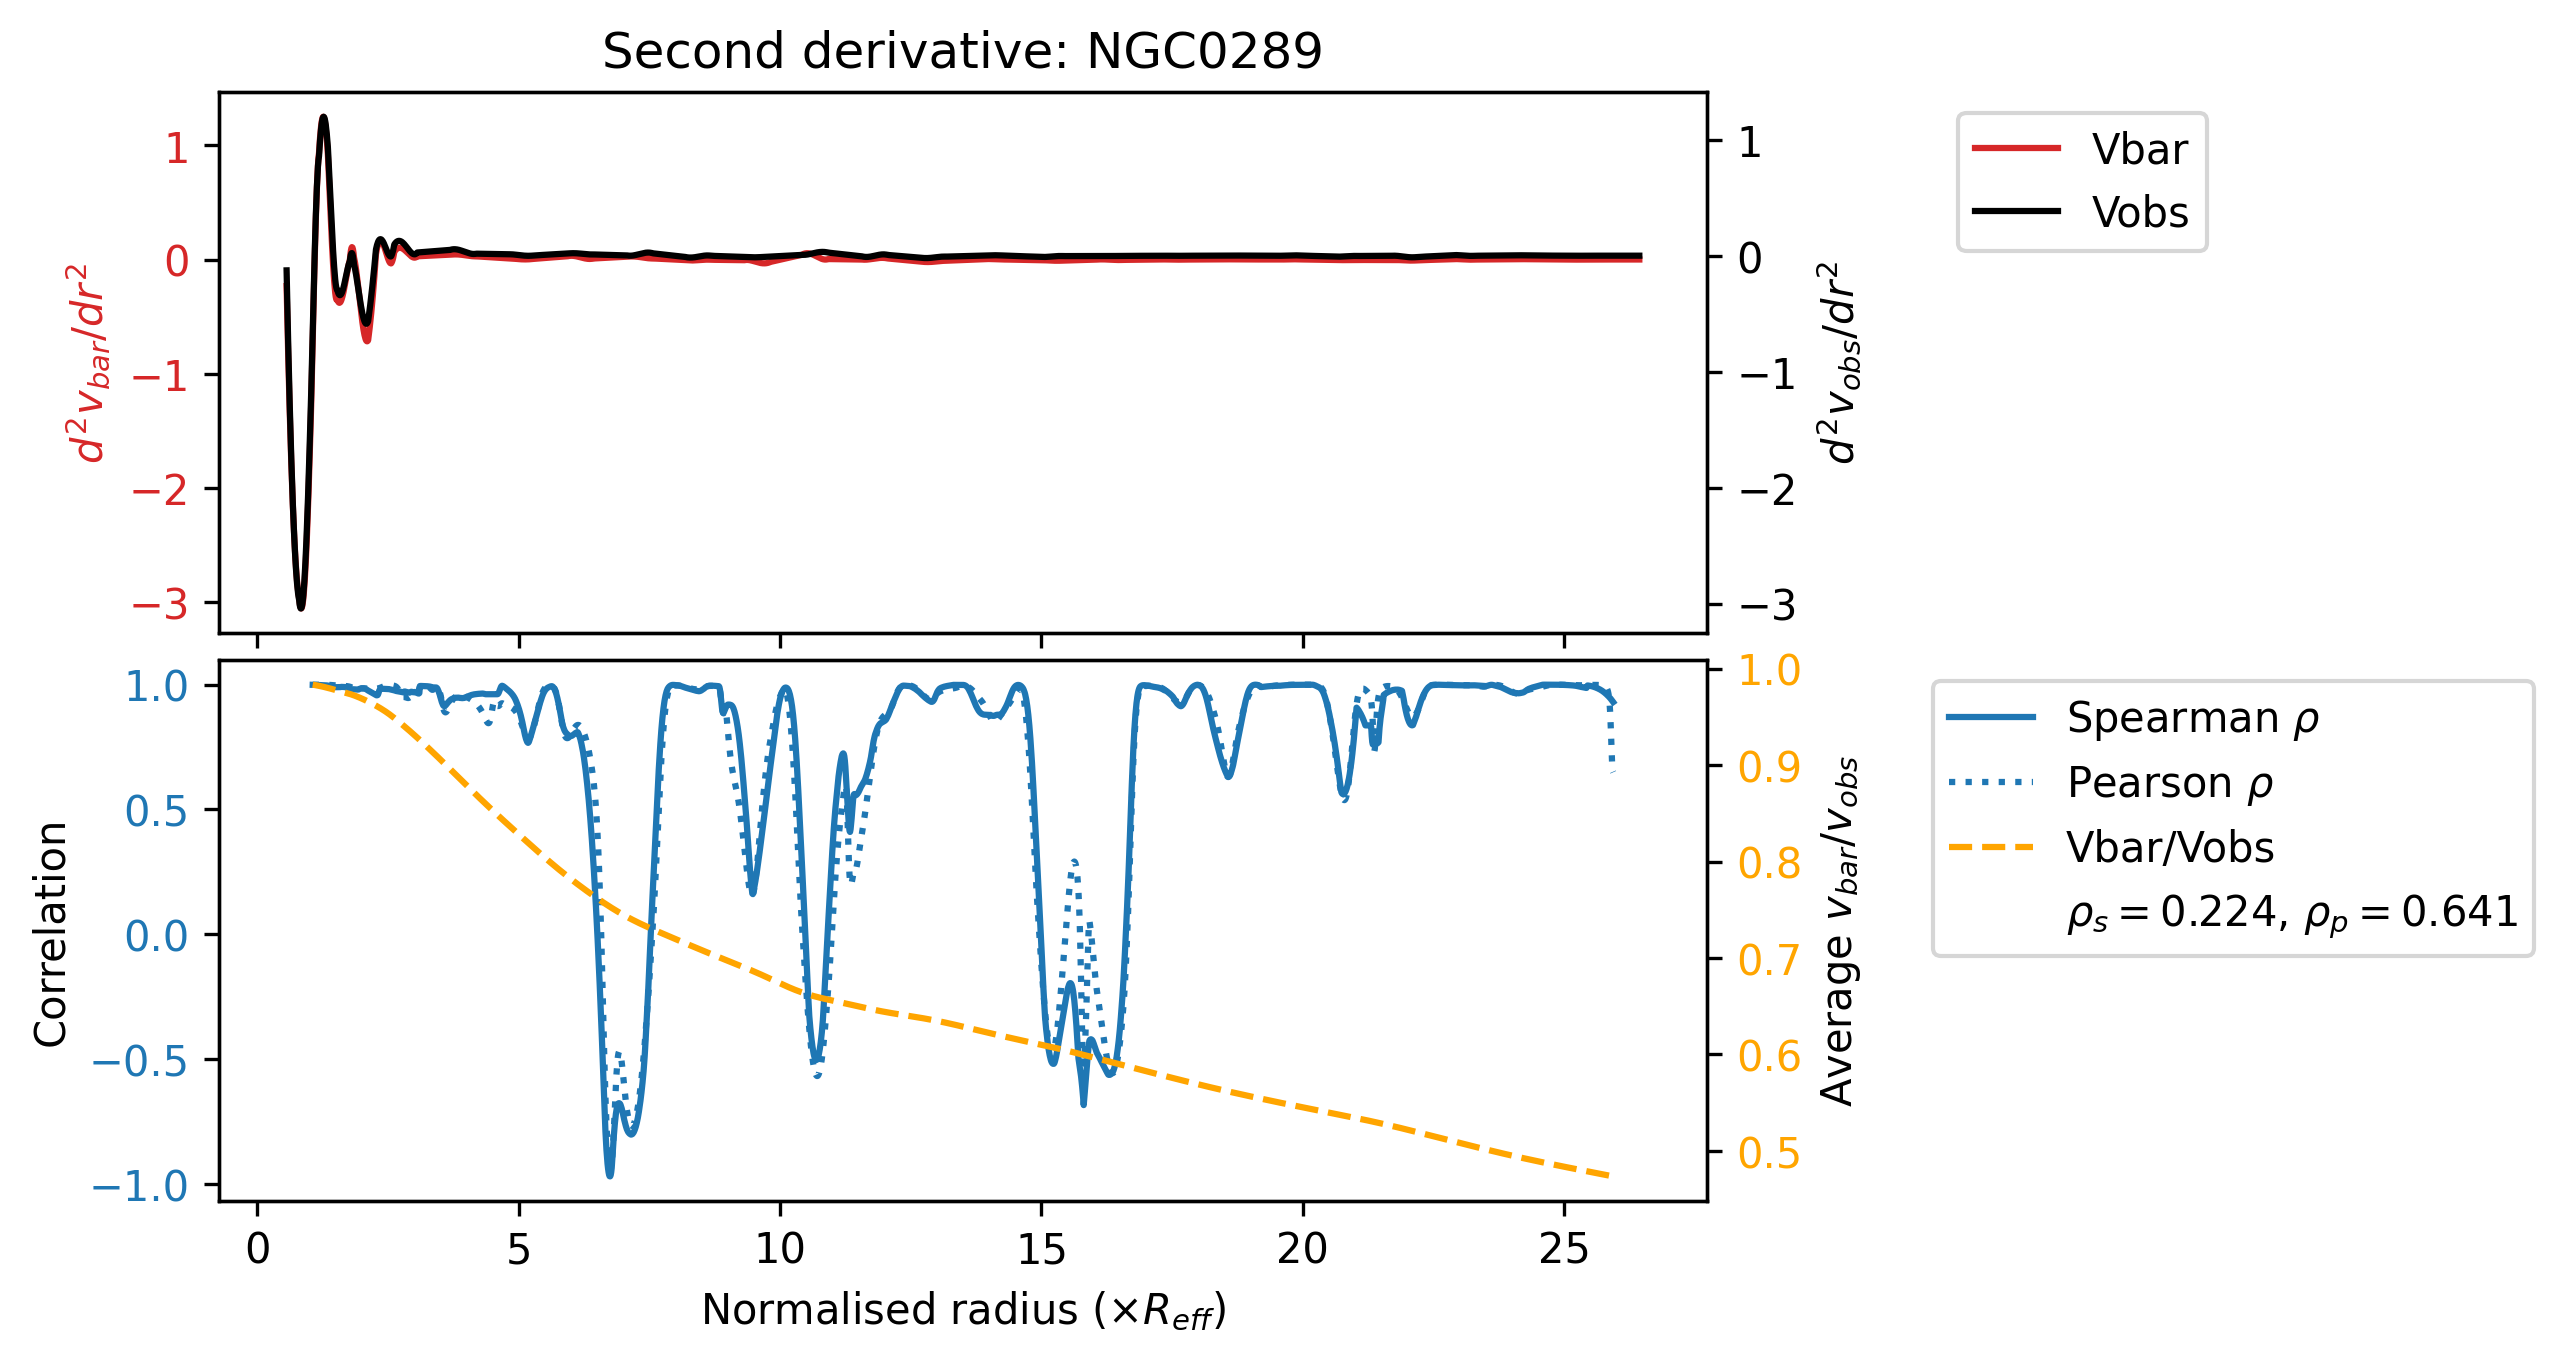 Second derivative: NGC0289
1
0
−1
−2
−3
d²v_bar/dr²
1
0
−1
−2
−3
d²v_obs/dr²
Vbar
Vobs
1.0
0.5
0.0
−0.5
−1.0
Correlation
1.0
0.9
0.8
0.7
0.6
0.5
Average v_bar/v_obs
Spearman ρ
Pearson ρ
Vbar/Vobs
ρ_s = 0.224, ρ_p = 0.641
0 5 10 15 20 25
Normalised radius (×R_eff)